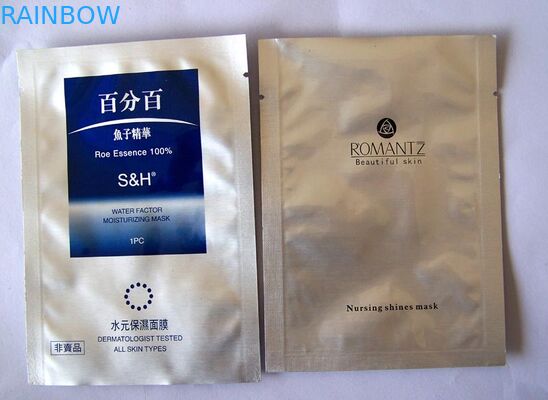 RAINBOW
百分百
魚子精華
Roe Essence 100%
S&H®
WATER FACTOR
MOISTURIZING MASK
1PC
水元保濕面膜
DERMATOLOGIST TESTED
ALL SKIN TYPES
非賣品
ROMANTZ
Beautiful skin
Nursing shines mask